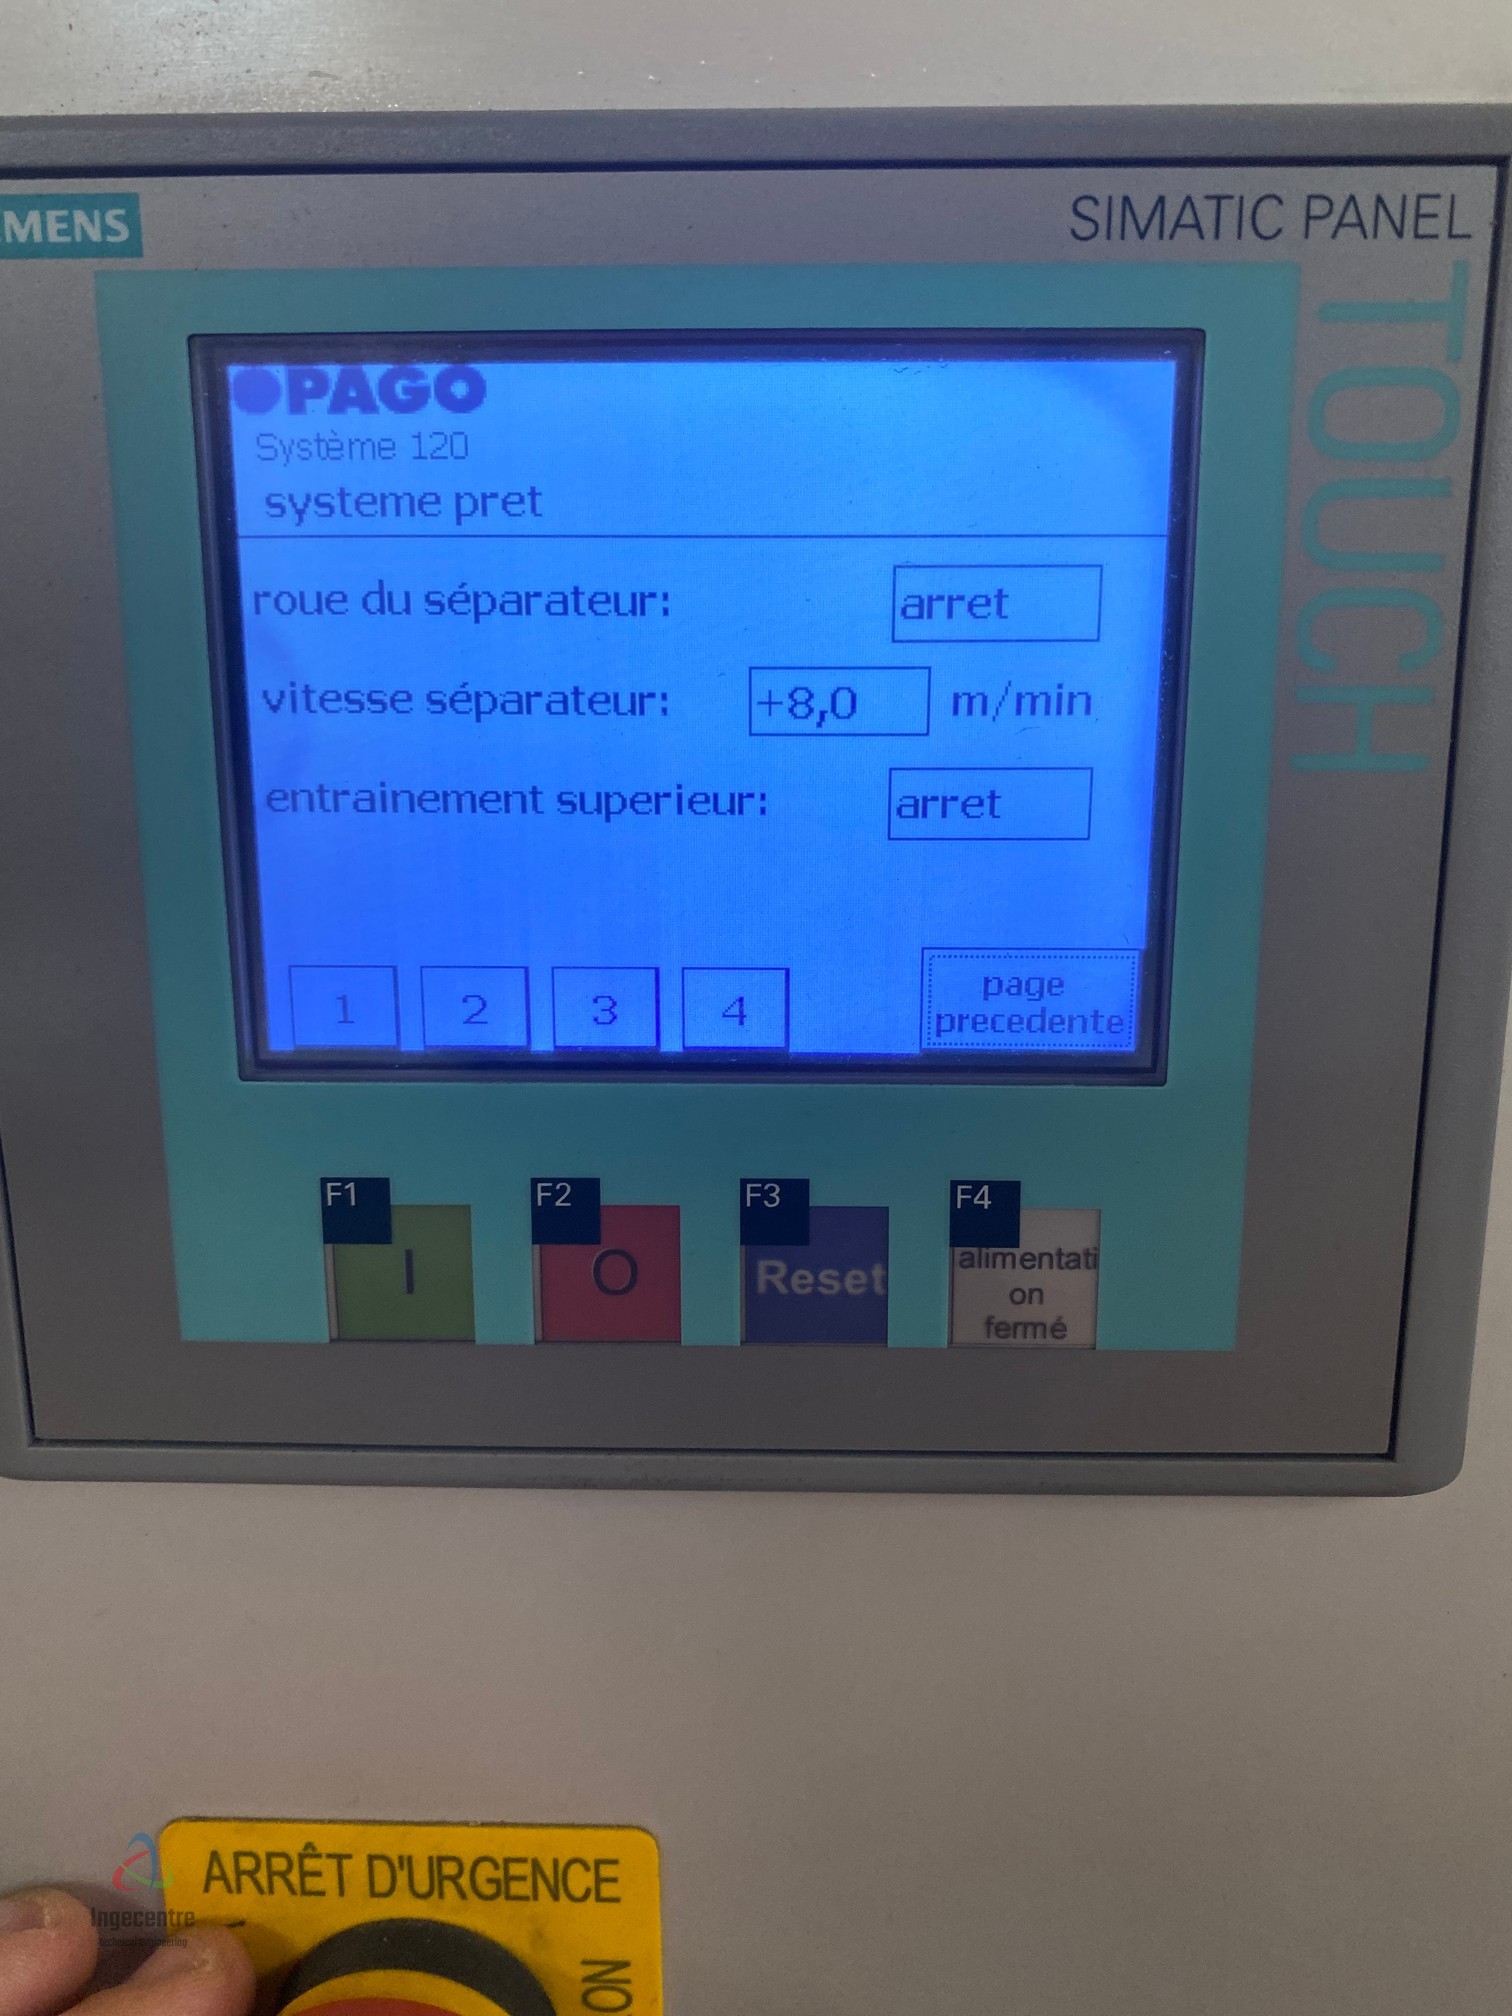 EMENS
SIMATIC PANEL
TOUCH
PAGO
Système 120
systeme pret
roue du séparateur: arret
vitesse séparateur: +8,0 m/min
entrainement superieur: arret
1 2 3 4
page
precedente
F1 F2 F3 F4
I O Reset
alimentati
on
fermé
ARRÊT D'URGENCE
Ingecentre